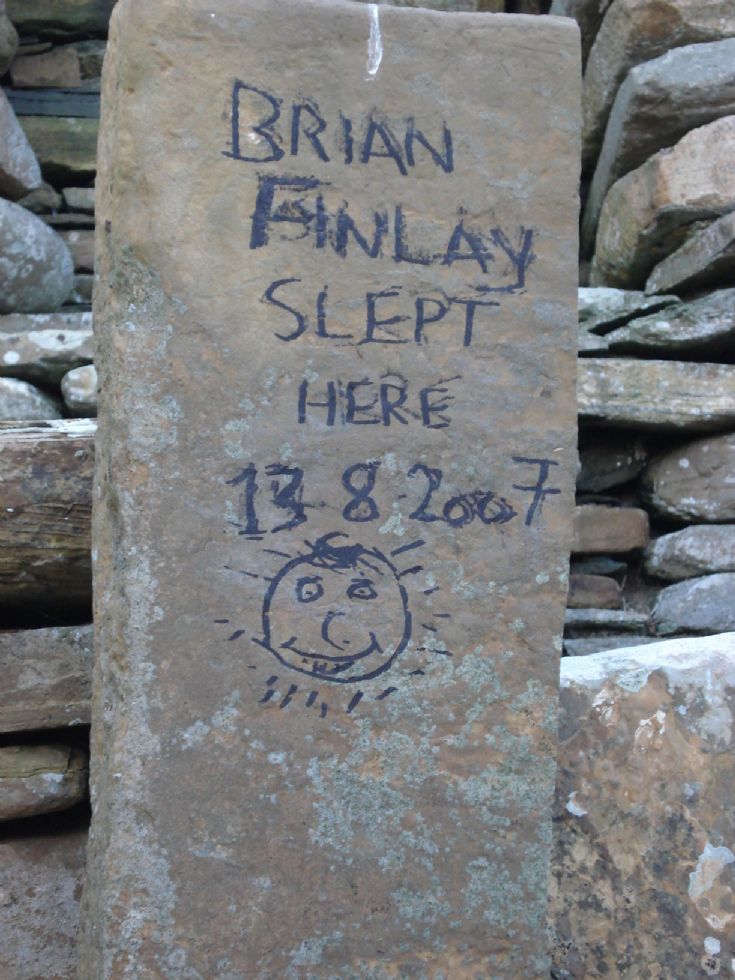 BRIAN
FINLAY
SLEPT
HERE
13 8 2007